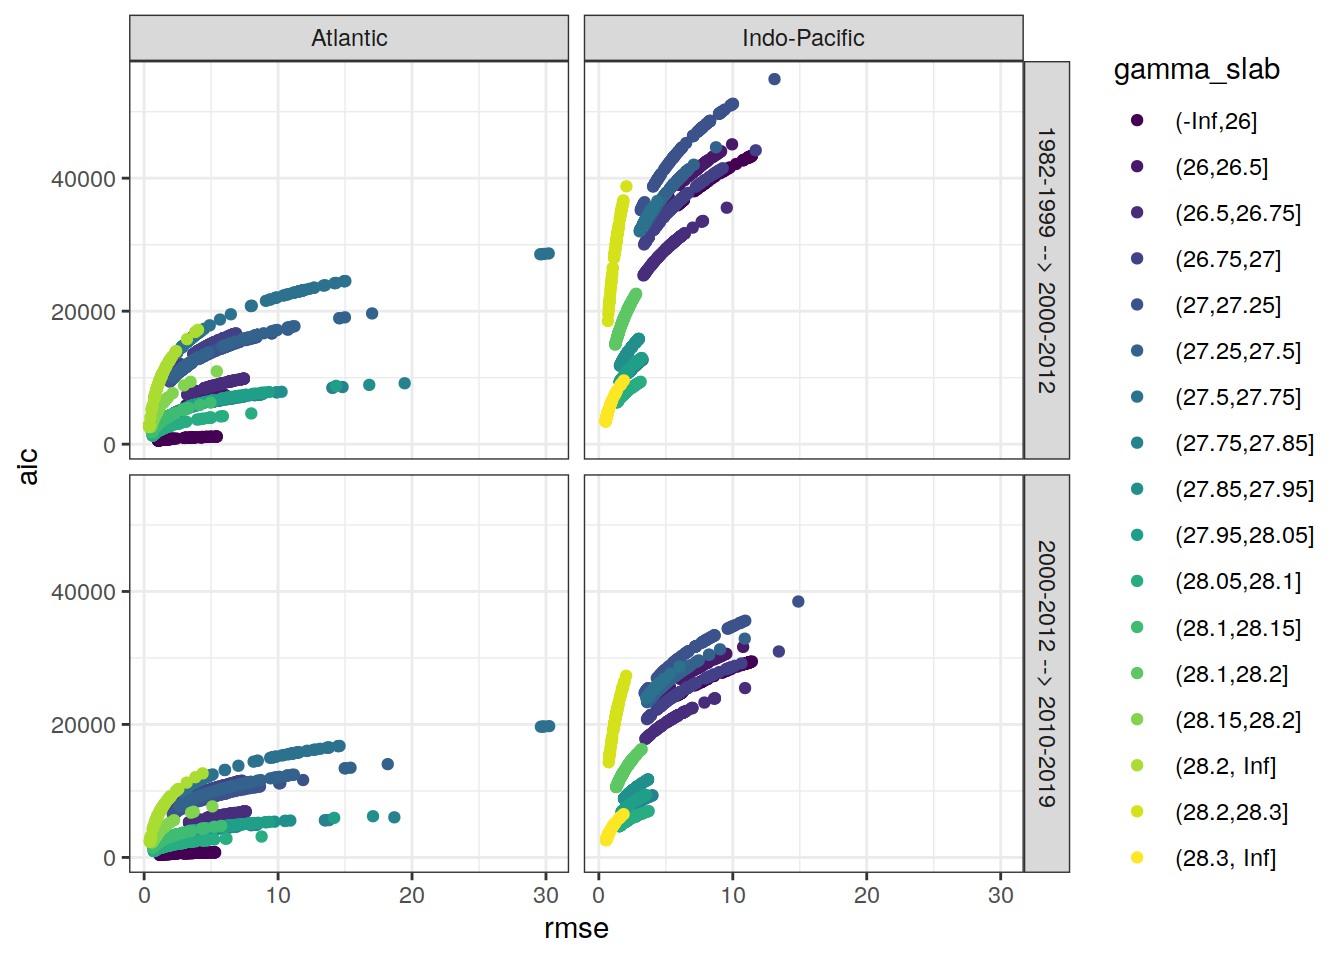 Atlantic
Indo-Pacific
40000
20000
0
1982-1999 --> 2000-2012
40000
20000
0
2000-2012 --> 2010-2019
0
10
20
30
0
10
20
30
rmse
aic
gamma_slab
(-Inf,26]
(26,26.5]
(26.5,26.75]
(26.75,27]
(27,27.25]
(27.25,27.5]
(27.5,27.75]
(27.75,27.85]
(27.85,27.95]
(27.95,28.05]
(28.05,28.1]
(28.1,28.15]
(28.1,28.2]
(28.15,28.2]
(28.2, Inf]
(28.2,28.3]
(28.3, Inf]